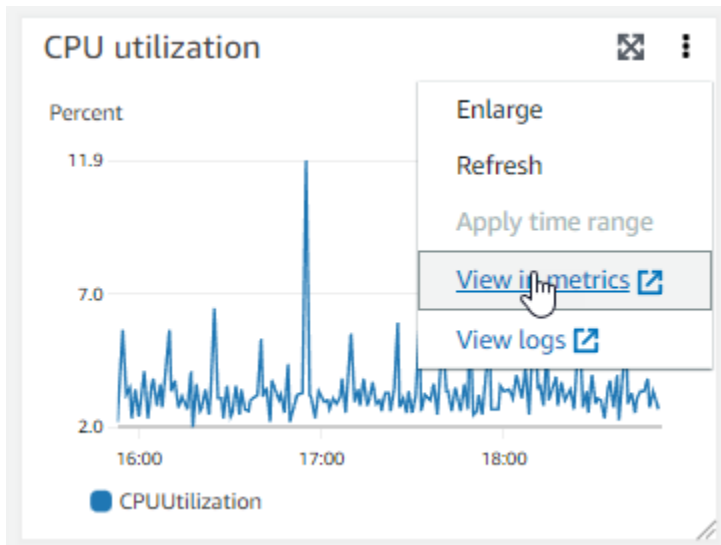 CPU utilization
Percent
Enlarge
Refresh
Apply time range
View in metrics
View logs
11.9
7.0
2.0
16:00
17:00
18:00
CPUUtilization